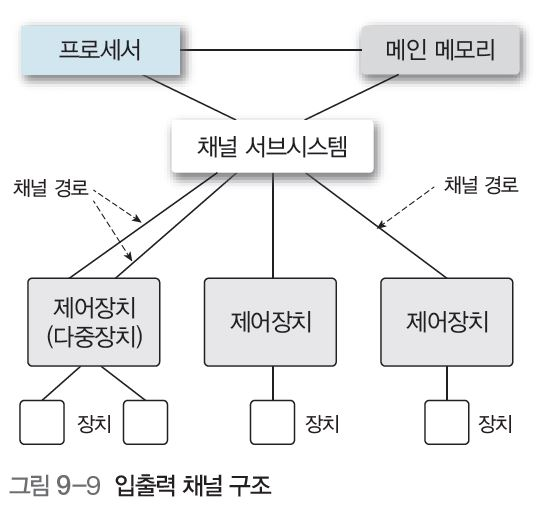 프로세서
메인 메모리
채널 서브시스템
채널 경로
채널 경로
제어장치
(다중장치)
제어장치
제어장치
장치
장치
장치
그림 9-9 입출력 채널 구조